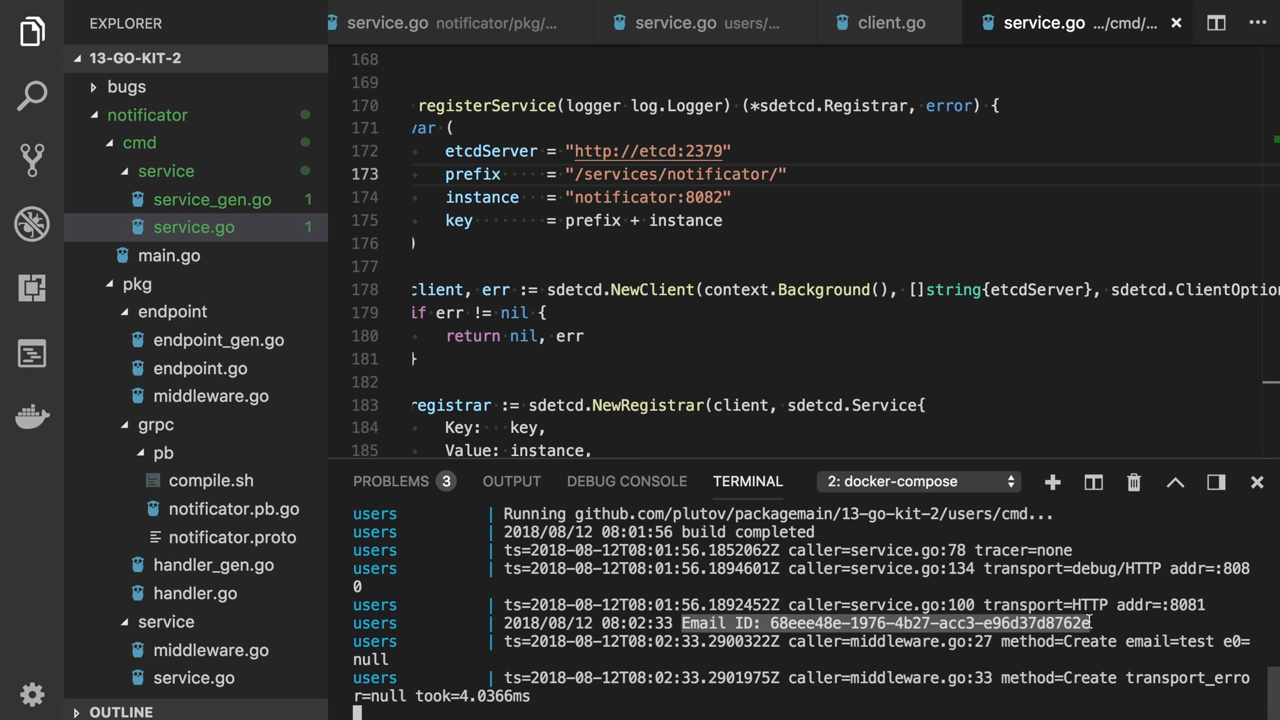 EXPLORER
service.go notificator/pkg/...
service.go users/...
client.go
service.go .../cmd/...
13-GO-KIT-2
bugs
notificator
cmd
service
service_gen.go 1
service.go 1
main.go
pkg
endpoint
endpoint_gen.go
endpoint.go
middleware.go
grpc
pb
compile.sh
notificator.pb.go
notificator.proto
handler_gen.go
handler.go
service
middleware.go
service.go
OUTLINE
168
169
170 registerService(logger log.Logger) (*sdetcd.Registrar, error) {
171 var (
172 etcdServer = "http://etcd:2379"
173 prefix = "/services/notificator/"
174 instance = "notificator:8082"
175 key = prefix + instance
176 )
177
178 client, err := sdetcd.NewClient(context.Background(), []string{etcdServer}, sdetcd.ClientOption
179 if err != nil {
180 return nil, err
181 }
182
183 registrar := sdetcd.NewRegistrar(client, sdetcd.Service{
184 Key: key,
185 Value: instance,
PROBLEMS 3 OUTPUT DEBUG CONSOLE TERMINAL 2: docker-compose
users | Running github.com/plutov/packagemain/13-go-kit-2/users/cmd...
users | 2018/08/12 08:01:56 build completed
users | ts=2018-08-12T08:01:56.1852062Z caller=service.go:78 tracer=none
users | ts=2018-08-12T08:01:56.1894601Z caller=service.go:134 transport=debug/HTTP addr=:808
0
users | ts=2018-08-12T08:01:56.1892452Z caller=service.go:100 transport=HTTP addr=:8081
users | 2018/08/12 08:02:33 Email ID: 68eee48e-1976-4b27-acc3-e96d37d8762e
users | ts=2018-08-12T08:02:33.2900322Z caller=middleware.go:27 method=Create email=test e0=
null
users | ts=2018-08-12T08:02:33.2901975Z caller=middleware.go:33 method=Create transport_erro
r=null took=4.0366ms